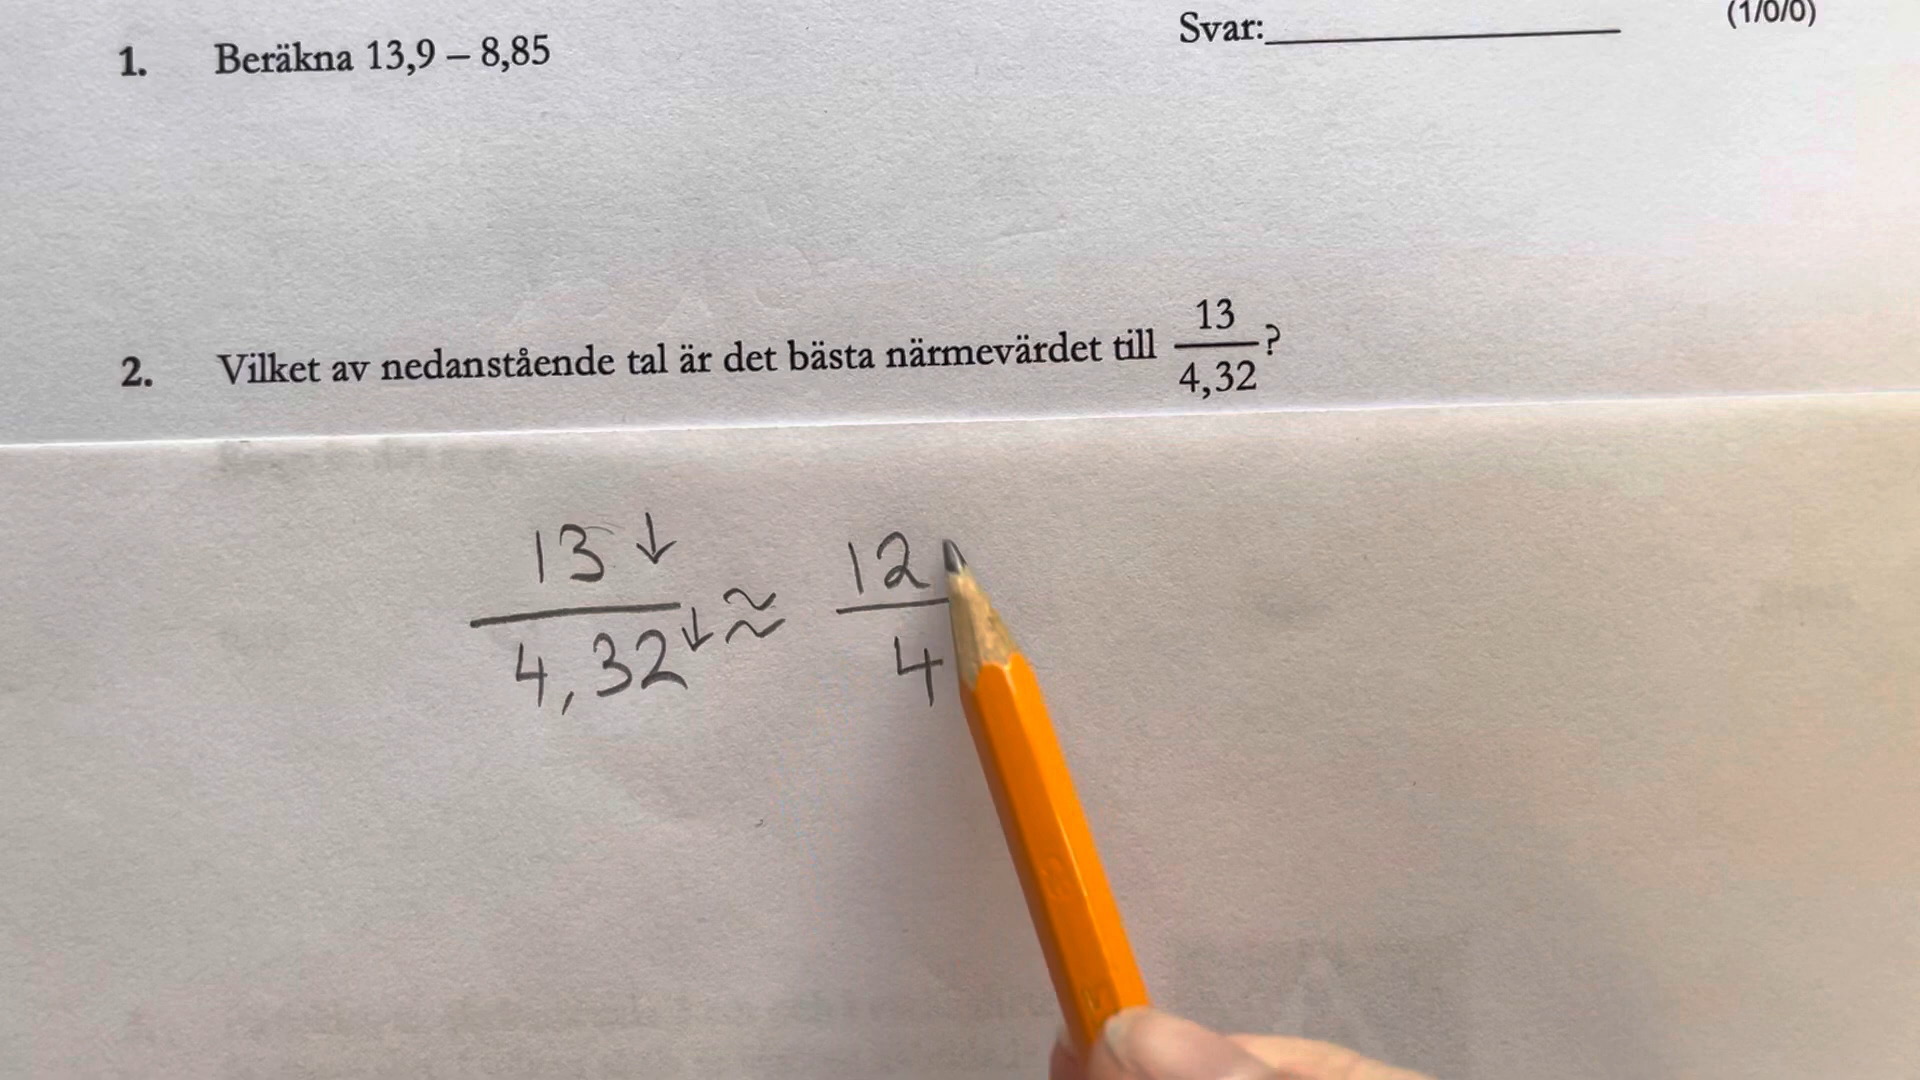 Svar: (1/0/0)
1. Beräkna 13,9 – 8,85
2. Vilket av nedanstående tal är det bästa närmevärdet till 13/4,32?
13↓ / 4,32↓ ≈ 12 / 4